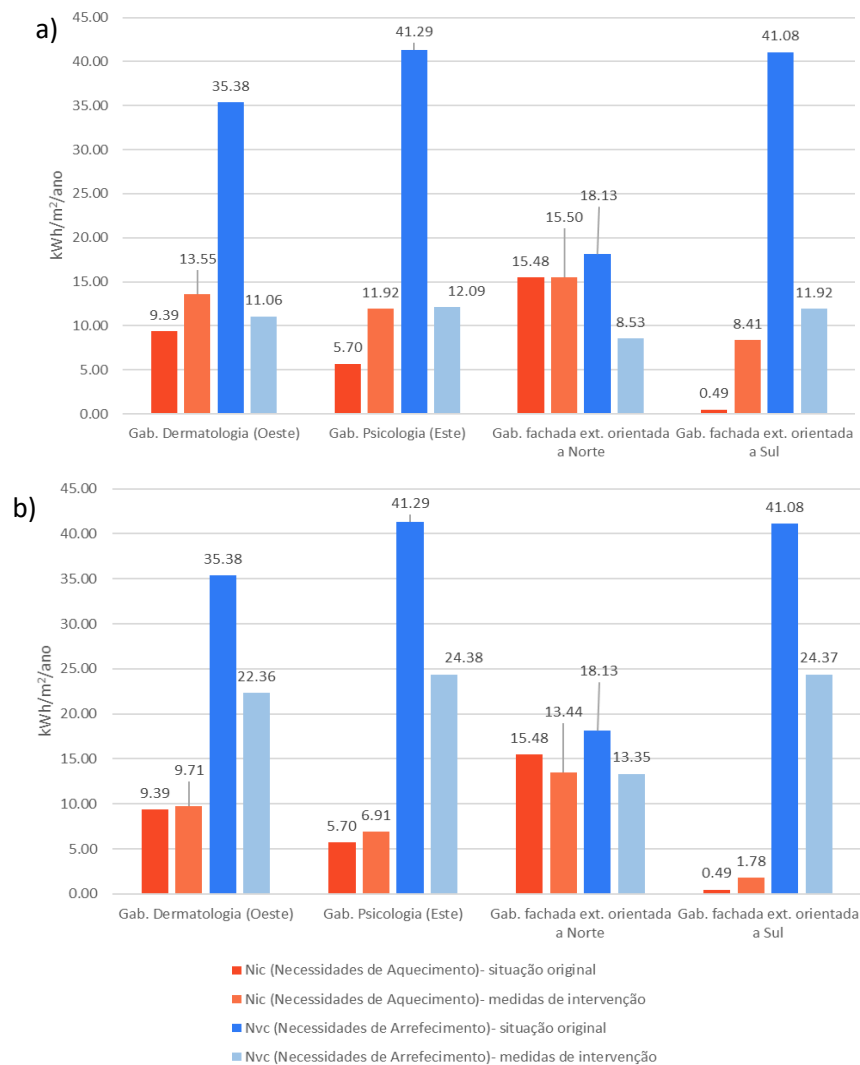 a)
kWh/m²/ano
45.00
40.00
35.00
30.00
25.00
20.00
15.00
10.00
5.00
0.00
9.39
13.55
35.38
11.06
5.70
11.92
41.29
12.09
15.48
15.50
18.13
8.53
0.49
8.41
41.08
11.92
Gab. Dermatologia (Oeste)
Gab. Psicologia (Este)
Gab. fachada ext. orientada
a Norte
Gab. fachada ext. orientada
a Sul
b)
kWh/m²/ano
45.00
40.00
35.00
30.00
25.00
20.00
15.00
10.00
5.00
0.00
9.39
9.71
35.38
22.36
5.70
6.91
41.29
24.38
15.48
13.44
18.13
13.35
0.49
1.78
41.08
24.37
Gab. Dermatologia (Oeste)
Gab. Psicologia (Este)
Gab. fachada ext. orientada
a Norte
Gab. fachada ext. orientada
a Sul
Nic (Necessidades de Aquecimento)- situação original
Nic (Necessidades de Aquecimento)- medidas de intervenção
Nvc (Necessidades de Arrefecimento)- situação original
Nvc (Necessidades de Arrefecimento)- medidas de intervenção